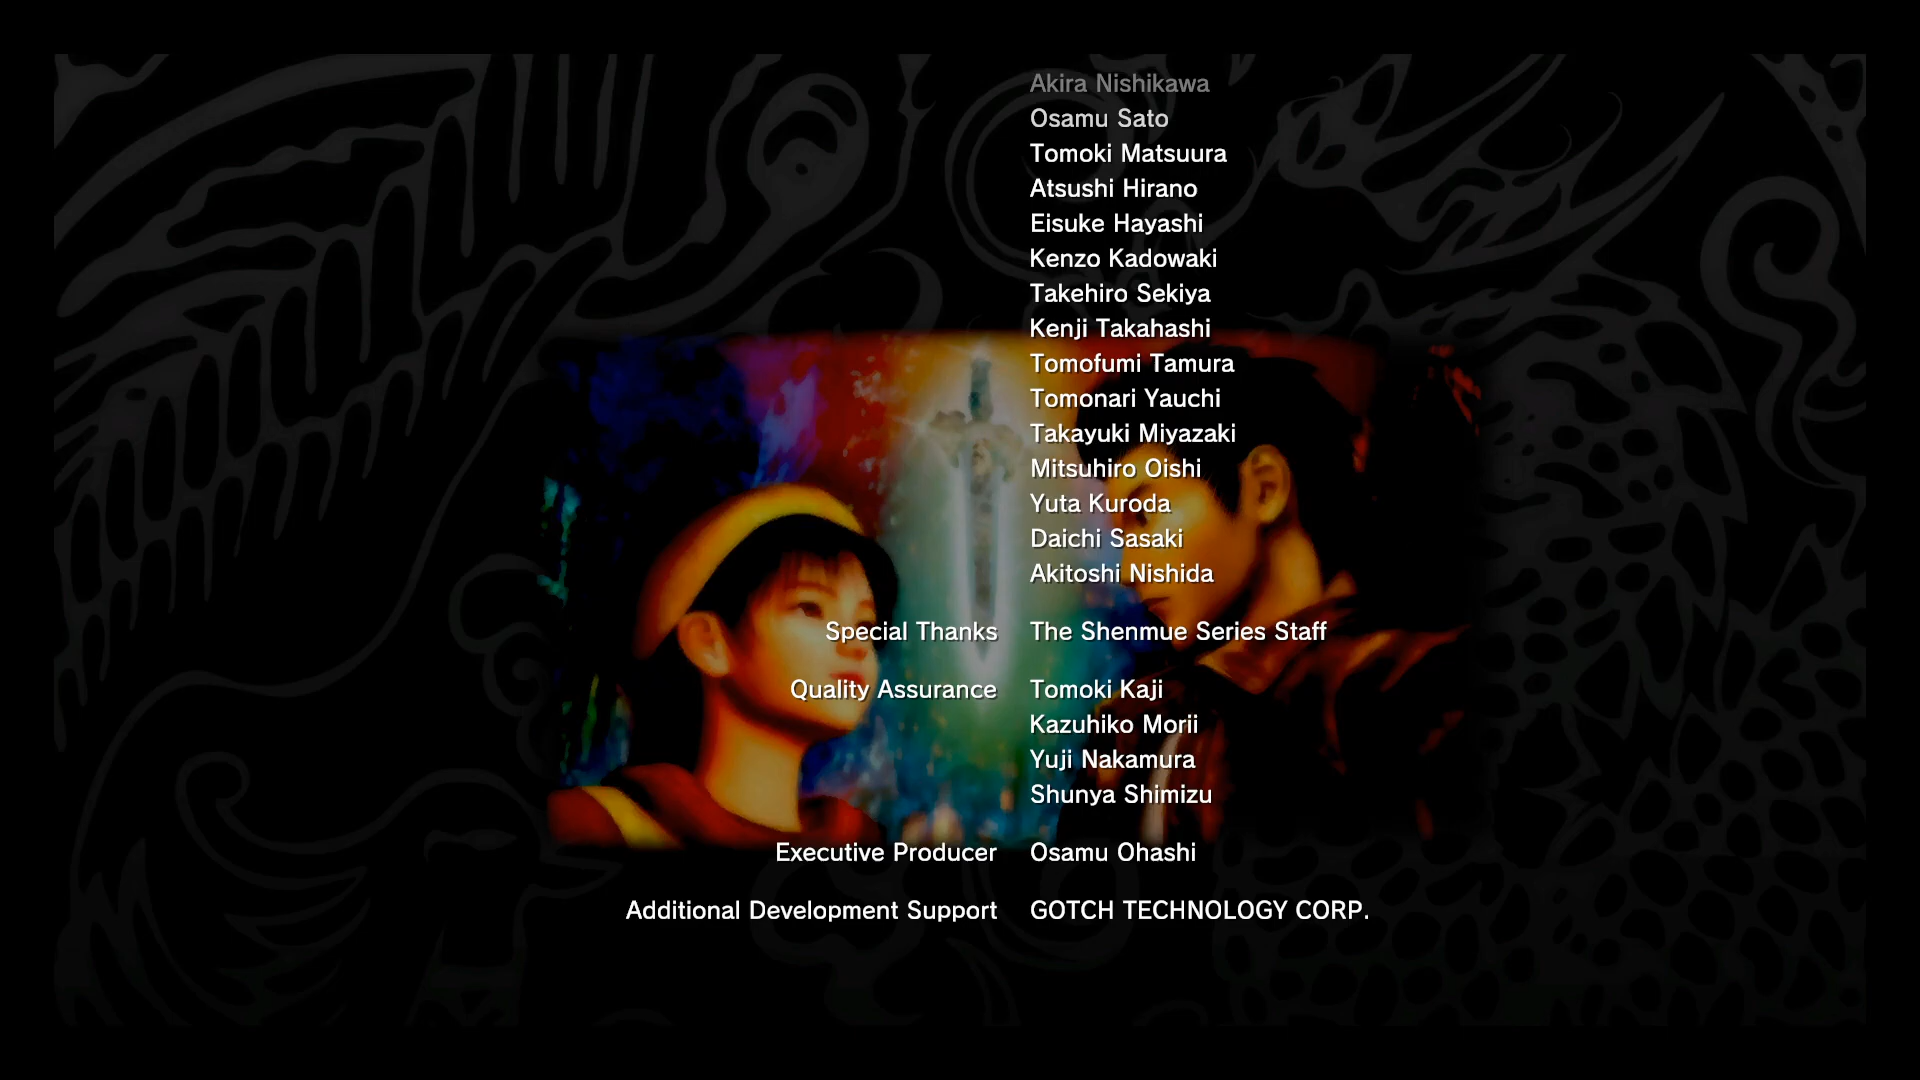 Akira Nishikawa
Osamu Sato
Tomoki Matsuura
Atsushi Hirano
Eisuke Hayashi
Kenzo Kadowaki
Takehiro Sekiya
Kenji Takahashi
Tomofumi Tamura
Tomonari Yauchi
Takayuki Miyazaki
Mitsuhiro Oishi
Yuta Kuroda
Daichi Sasaki
Akitoshi Nishida
Special Thanks The Shenmue Series Staff
Quality Assurance Tomoki Kaji
Kazuhiko Morii
Yuji Nakamura
Shunya Shimizu
Executive Producer Osamu Ohashi
Additional Development Support GOTCH TECHNOLOGY CORP.